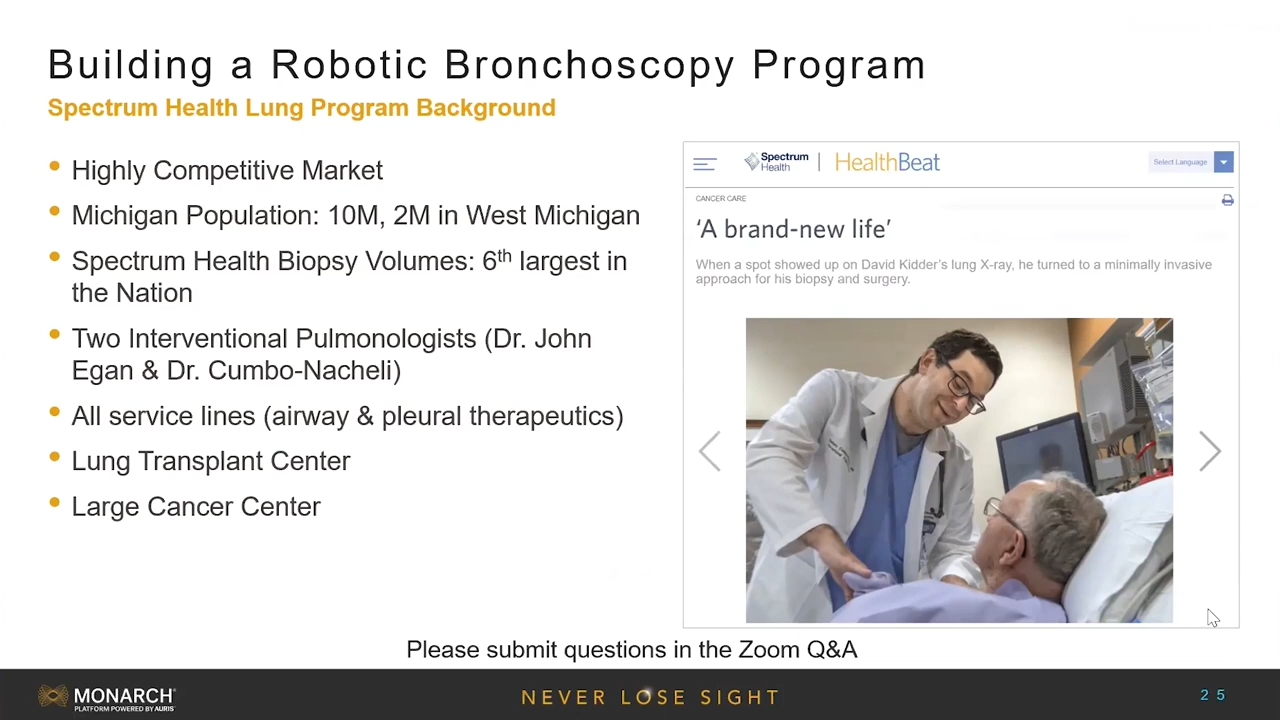 Building a Robotic Bronchoscopy Program
Spectrum Health Lung Program Background
• Highly Competitive Market
• Michigan Population: 10M, 2M in West Michigan
• Spectrum Health Biopsy Volumes: 6th largest in
the Nation
• Two Interventional Pulmonologists (Dr. John
Egan & Dr. Cumbo-Nacheli)
• All service lines (airway & pleural therapeutics)
• Lung Transplant Center
• Large Cancer Center
Spectrum Health | HealthBeat
Select Language
CANCER CARE
‘A brand-new life’
When a spot showed up on David Kidder’s lung X-ray, he turned to a minimally invasive
approach for his biopsy and surgery.
Please submit questions in the Zoom Q&A
MONARCH®
PLATFORM POWERED BY AURIS™
NEVER LOSE SIGHT
25